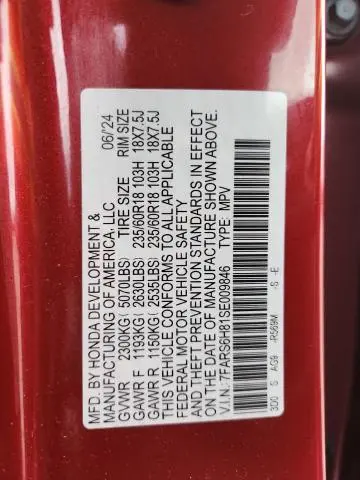 MFD. BY HONDA DEVELOPMENT & 06/24
MANUFACTURING OF AMERICA, LLC
TIRE SIZE RIM SIZE
GVWR 2300KG( 5070LBS)
GAWR F 1193KG( 2630LBS) 235/60R18 103H 18X7.5J
GAWR R 1150KG( 2535LBS) 235/60R18 103H 18X7.5J
THIS VEHICLE CONFORMS TO ALL APPLICABLE
FEDERAL MOTOR VEHICLE SAFETY
AND THEFT PREVENTION STANDARDS IN EFFECT
ON THE DATE OF MANUFACTURE SHOWN ABOVE.
V.I.N.:7FARS6H81SE009846 TYPE: MPV
3D0 S AG9 -R569M -S -E